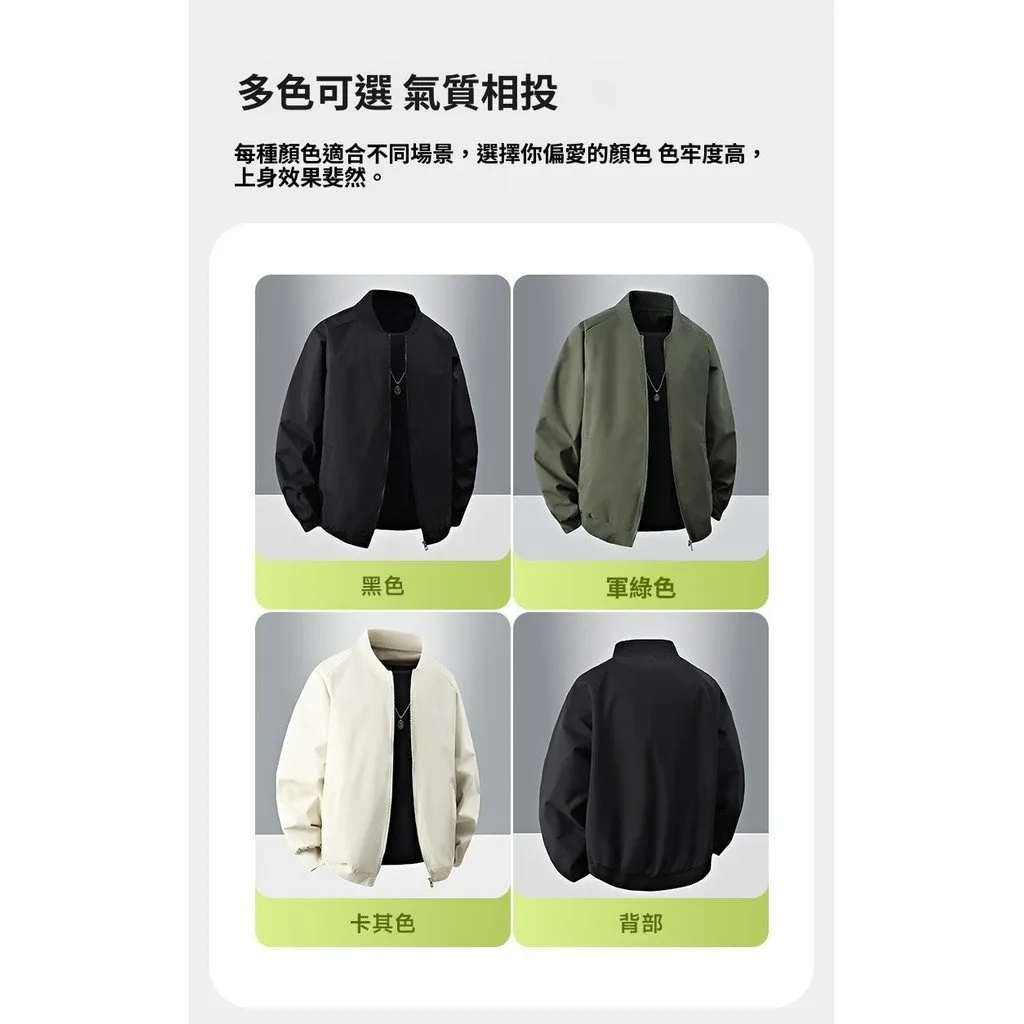 多色可選 氣質相投
每種顏色適合不同場景，選擇你偏愛的顏色 色牢度高，
上身效果斐然。
黑色
軍綠色
卡其色
背部